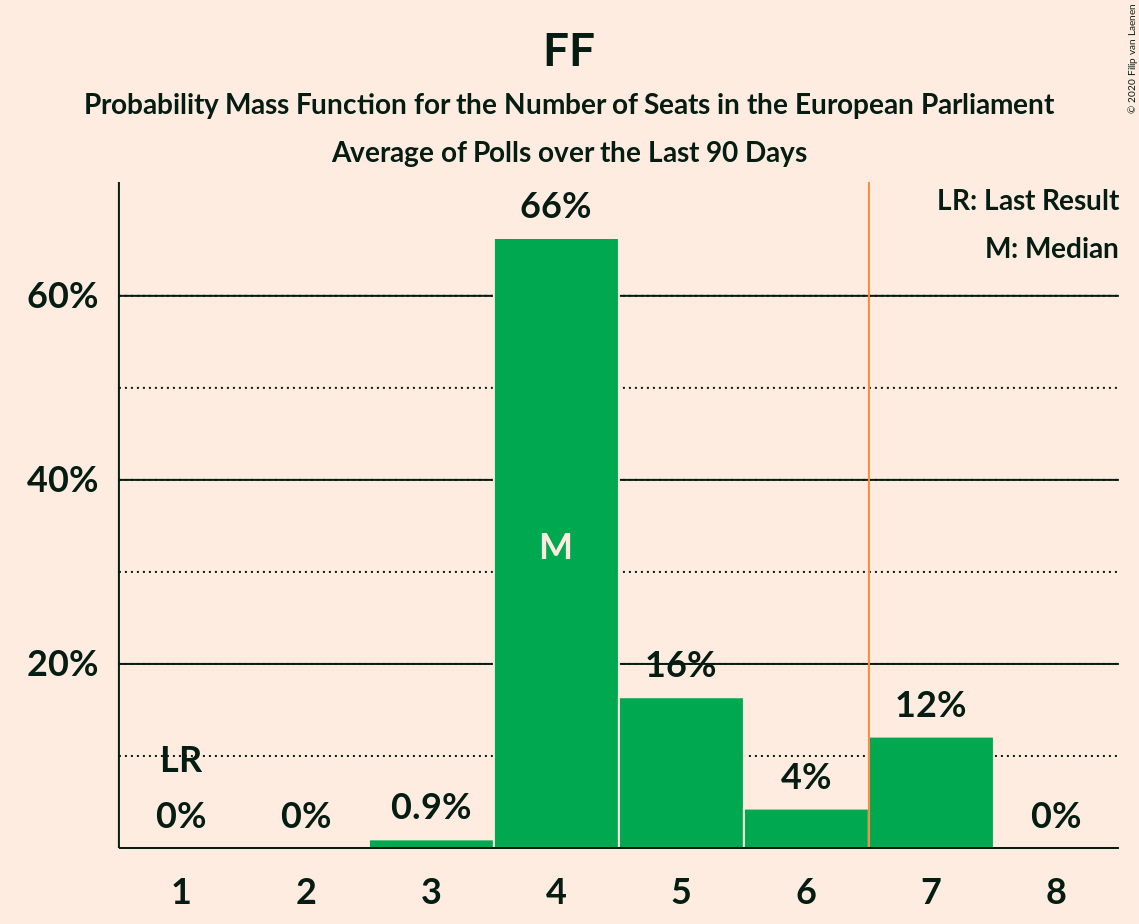 FF
Probability Mass Function for the Number of Seats in the European Parliament
Average of Polls over the Last 90 Days
© 2020 Filip van Laenen
LR: Last Result
M: Median
66%
60%
40%
M
20%
16%
12%
LR
4%
0.9%
0%
0%
0%
1 2 3 4 5 6 7 8